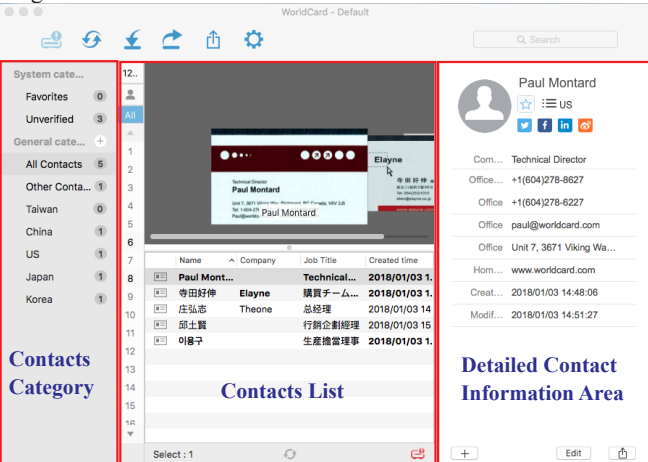 WorldCard - Default
Search
System cate...
Favorites 0
Unverified 3
General cate... +
All Contacts 5
Other Conta... 1
Taiwan 0
China 1
US 1
Japan 1
Korea 1
Contacts
Category
12..
All
1
2
3
4
5
6
7
8
9
10
11
12
13
14
15
16
Technical Director
Paul Montard
Elayne
寺田好伸
Paul Montard
Name Company Job Title Created time
Paul Mont... Technical... 2018/01/03 1.
寺田好伸 Elayne 購買チーム... 2018/01/03 1.
庄弘志 Theone 总经理 2018/01/03 14
邱土賢 行銷企劃經理 2018/01/03 15
이용구 生産擔當理事 2018/01/03 1.
Contacts List
Select : 1
Paul Montard
US
Com... Technical Director
Office... +1(604)278-8627
Office +1(604)278-6227
Office paul@worldcard.com
Office Unit 7, 3671 Viking Wa...
Hom... www.worldcard.com
Creat... 2018/01/03 14:48:06
Modif... 2018/01/03 14:51:27
Detailed Contact
Information Area
+ Edit